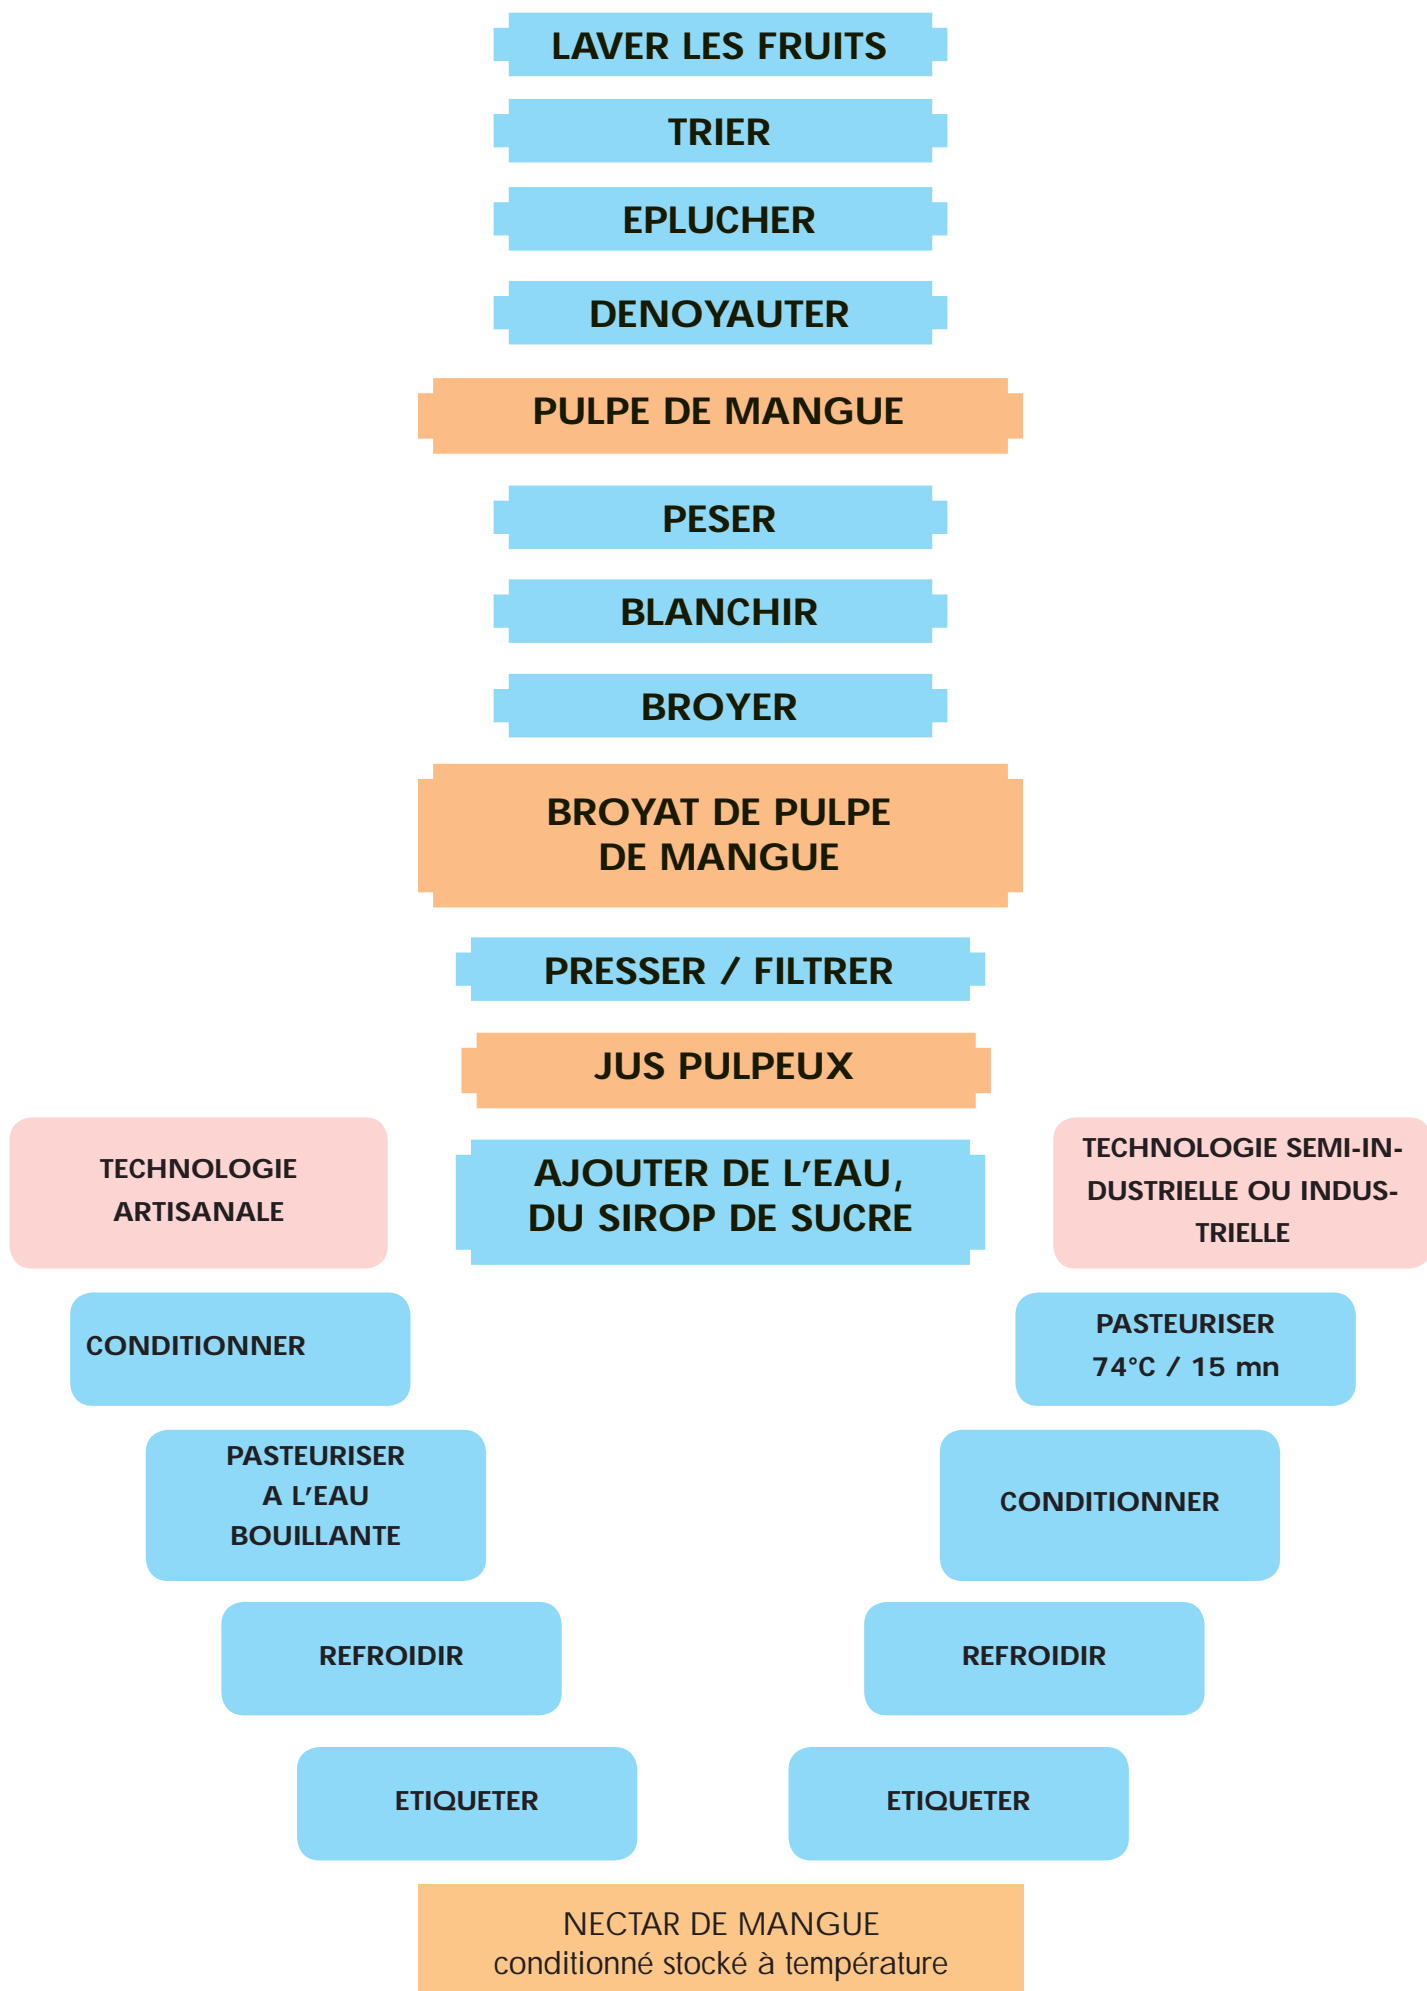 LAVER LES FRUITS
TRIER
EPLUCHER
DENOYAUTER
PULPE DE MANGUE
PESER
BLANCHIR
BROYER
BROYAT DE PULPE
DE MANGUE
PRESSER / FILTRER
JUS PULPEUX
TECHNOLOGIE
ARTISANALE
AJOUTER DE L'EAU,
DU SIROP DE SUCRE
TECHNOLOGIE SEMI-IN-
DUSTRIELLE OU INDUS-
TRIELLE
CONDITIONNER
PASTEURISER
A L'EAU
BOUILLANTE
REFROIDIR
ETIQUETER
PASTEURISER
74°C / 15 mn
CONDITIONNER
REFROIDIR
ETIQUETER
NECTAR DE MANGUE
conditionné stocké à température